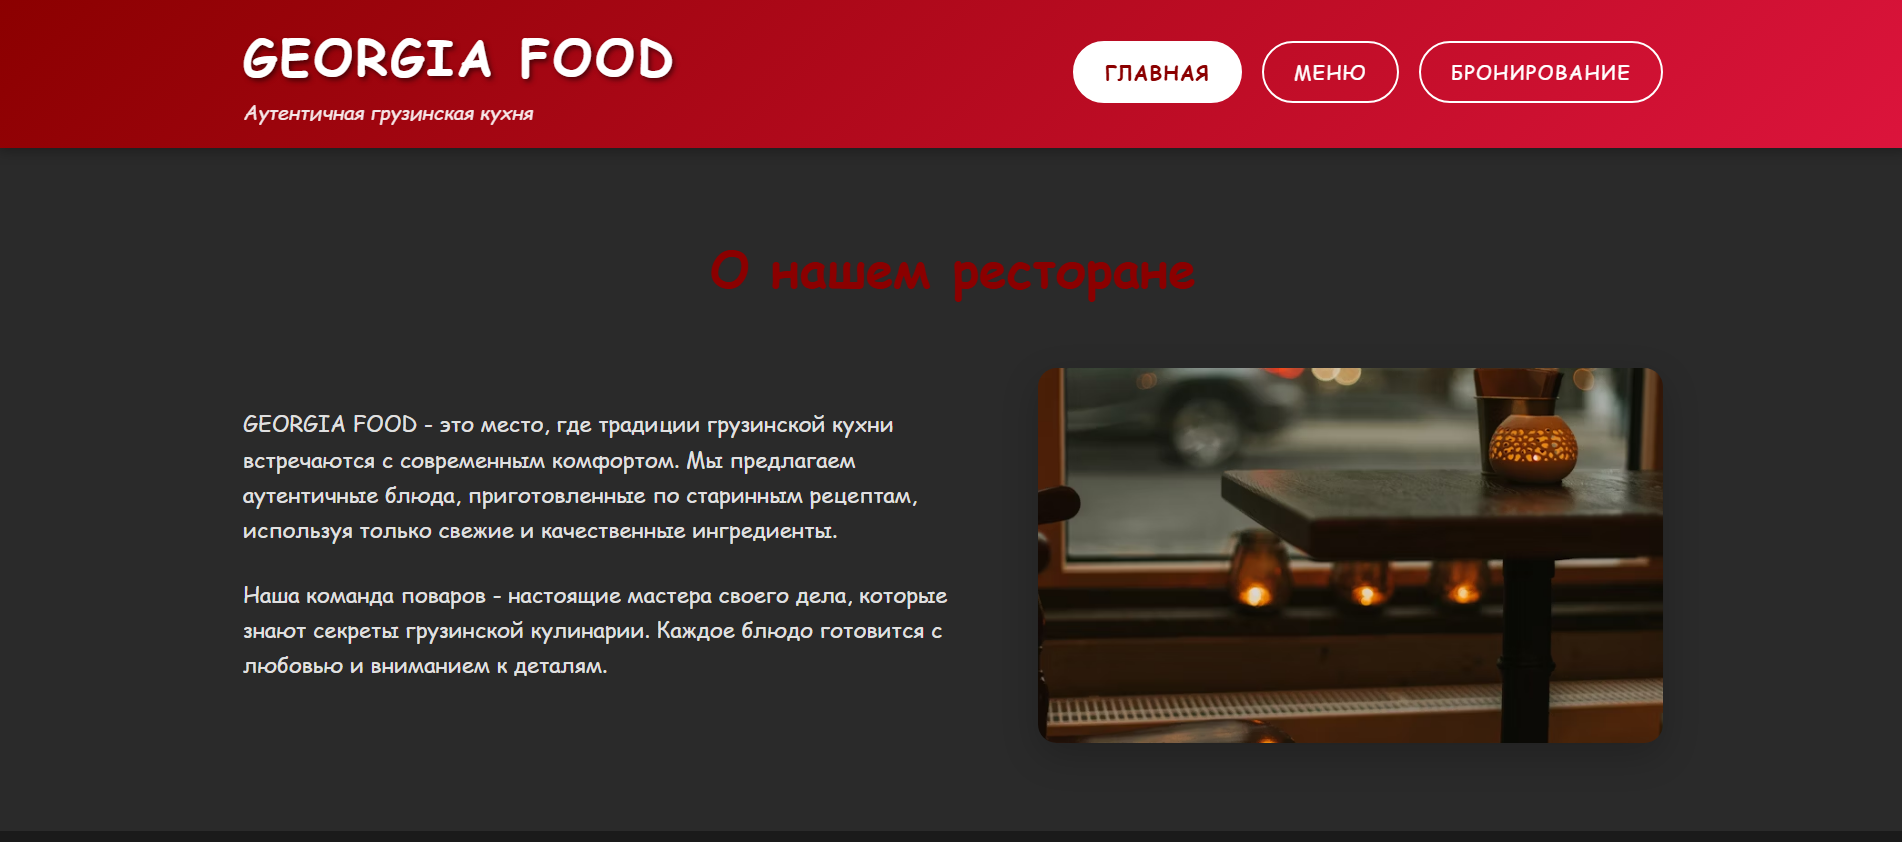 GEORGIA FOOD
Аутентичная грузинская кухня
ГЛАВНАЯ
МЕНЮ
БРОНИРОВАНИЕ
О нашем ресторане
GEORGIA FOOD - это место, где традиции грузинской кухни
встречаются с современным комфортом. Мы предлагаем
аутентичные блюда, приготовленные по старинным рецептам,
используя только свежие и качественные ингредиенты.
Наша команда поваров - настоящие мастера своего дела, которые
знают секреты грузинской кулинарии. Каждое блюдо готовится с
любовью и вниманием к деталям.